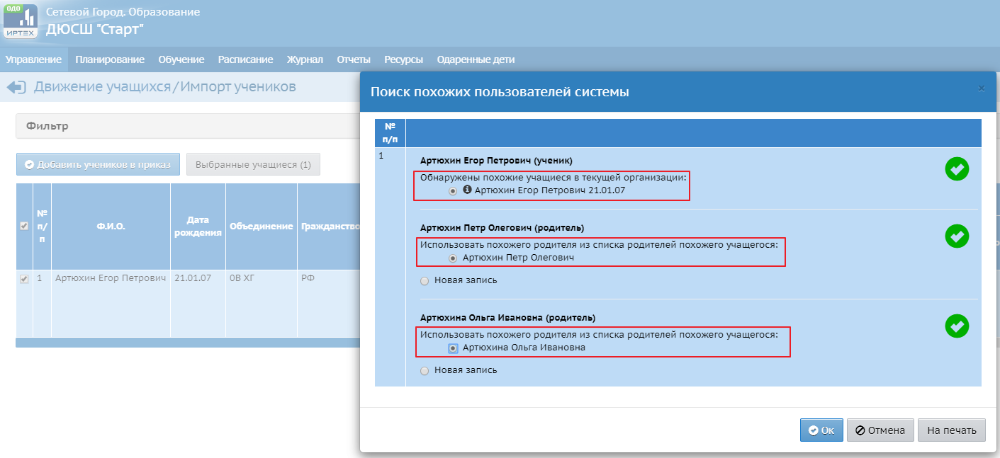 ОДО
ИРТЕХ
Сетевой Город. Образование
ДЮСШ "Старт"
Управление Планирование Обучение Расписание Журнал Отчеты Ресурсы Одаренные дети
Движение учащихся/Импорт учеников
Фильтр
Добавить учеников в приказ
Выбранные учащиеся (1)
№ п/п
Ф.И.О.
Дата рождения
Объединение
Гражданство
1 Артюхин Егор Петрович 21.01.07 0В ХГ РФ
Поиск похожих пользователей системы
×
№
п/п
1
Артюхин Егор Петрович (ученик)
Обнаружены похожие учащиеся в текущей организации:
Артюхин Егор Петрович 21.01.07
Артюхин Петр Олегович (родитель)
Использовать похожего родителя из списка родителей похожего учащегося:
Артюхин Петр Олегович
Новая запись
Артюхина Ольга Ивановна (родитель)
Использовать похожего родителя из списка родителей похожего учащегося:
Артюхина Ольга Ивановна
Новая запись
Ок
Отмена
На печать